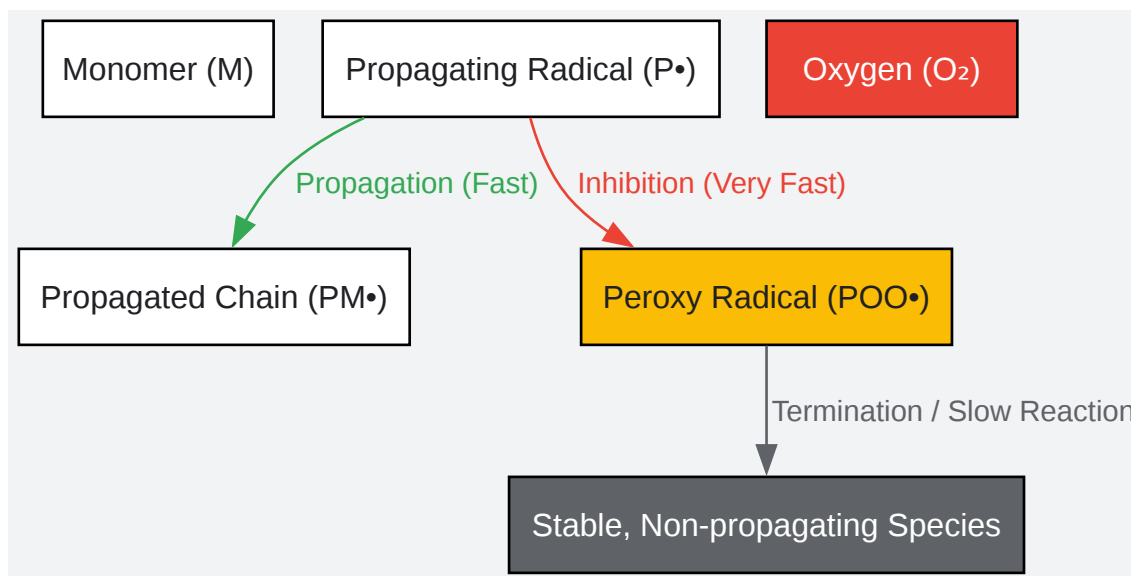 Monomer (M)
Propagating Radical (P•)
Oxygen (O₂)
Propagation (Fast)
Inhibition (Very Fast)
Propagated Chain (PM•)
Peroxy Radical (POO•)
Termination / Slow Reaction
Stable, Non-propagating Species